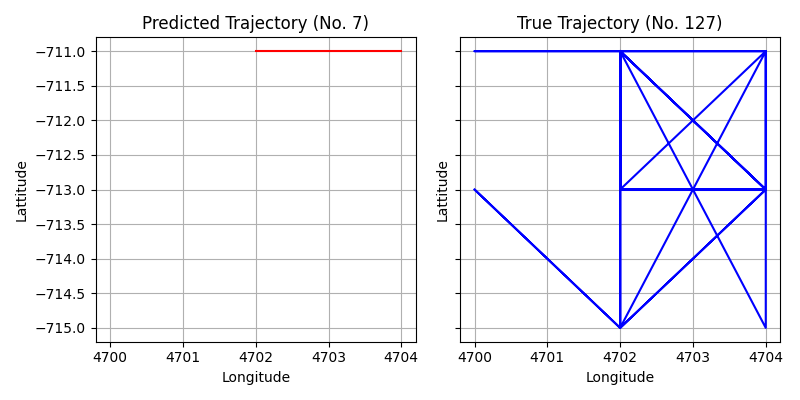 Predicted Trajectory (No. 7)
True Trajectory (No. 127)
Lattitude
−711.0
−711.5
−712.0
−712.5
−713.0
−713.5
−714.0
−714.5
−715.0
4700 4701 4702 4703 4704
Longitude
Lattitude
4700 4701 4702 4703 4704
Longitude